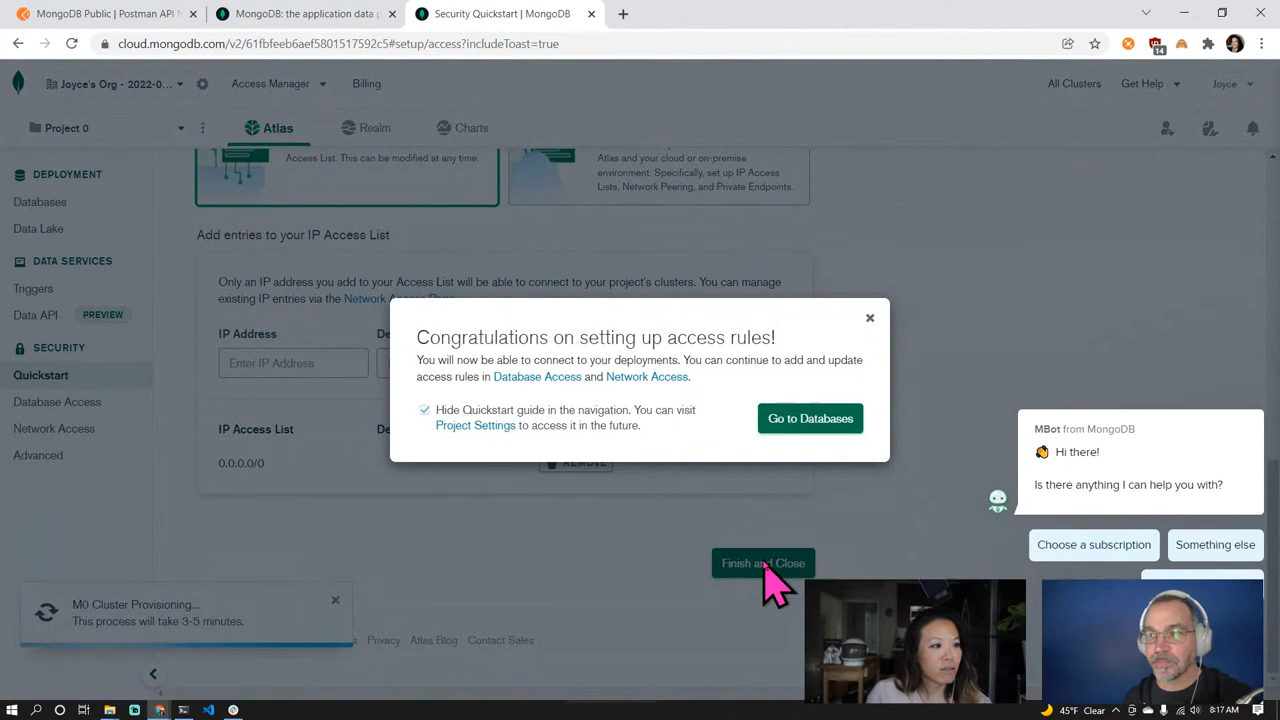 MongoDB Public | Postman API N
MongoDB: the application data p
Security Quickstart | MongoDB
cloud.mongodb.com/v2/61fbfeeb6aef5801517592c5#setup/access?includeToast=true
14
Joyce's Org - 2022-0...
Access Manager
Billing
All Clusters
Get Help
Joyce
Project 0
Atlas
Realm
Charts
DEPLOYMENT
Databases
Data Lake
DATA SERVICES
Triggers
Data API PREVIEW
SECURITY
Quickstart
Database Access
Network Access
Advanced
Access List. This can be modified at any time.
Atlas and your cloud or on-premise
environment. Specifically, set up IP Access
Lists, Network Peering, and Private Endpoints.
Add entries to your IP Access List
Only an IP address you add to your Access List will be able to connect to your project's clusters. You can manage
existing IP entries via the Network Access Page.
IP Address
De
Enter IP Address
IP Access List
De
0.0.0.0/0
REMOVE
Congratulations on setting up access rules!
You will now be able to connect to your deployments. You can continue to add and update
access rules in Database Access and Network Access.
Hide Quickstart guide in the navigation. You can visit
Project Settings to access it in the future.
Go to Databases
Finish and Close
MBot from MongoDB
Hi there!
Is there anything I can help you with?
Choose a subscription
Something else
M0 Cluster Provisioning...
This process will take 3-5 minutes.
s Privacy Atlas Blog Contact Sales
45°F Clear
8:17 AM